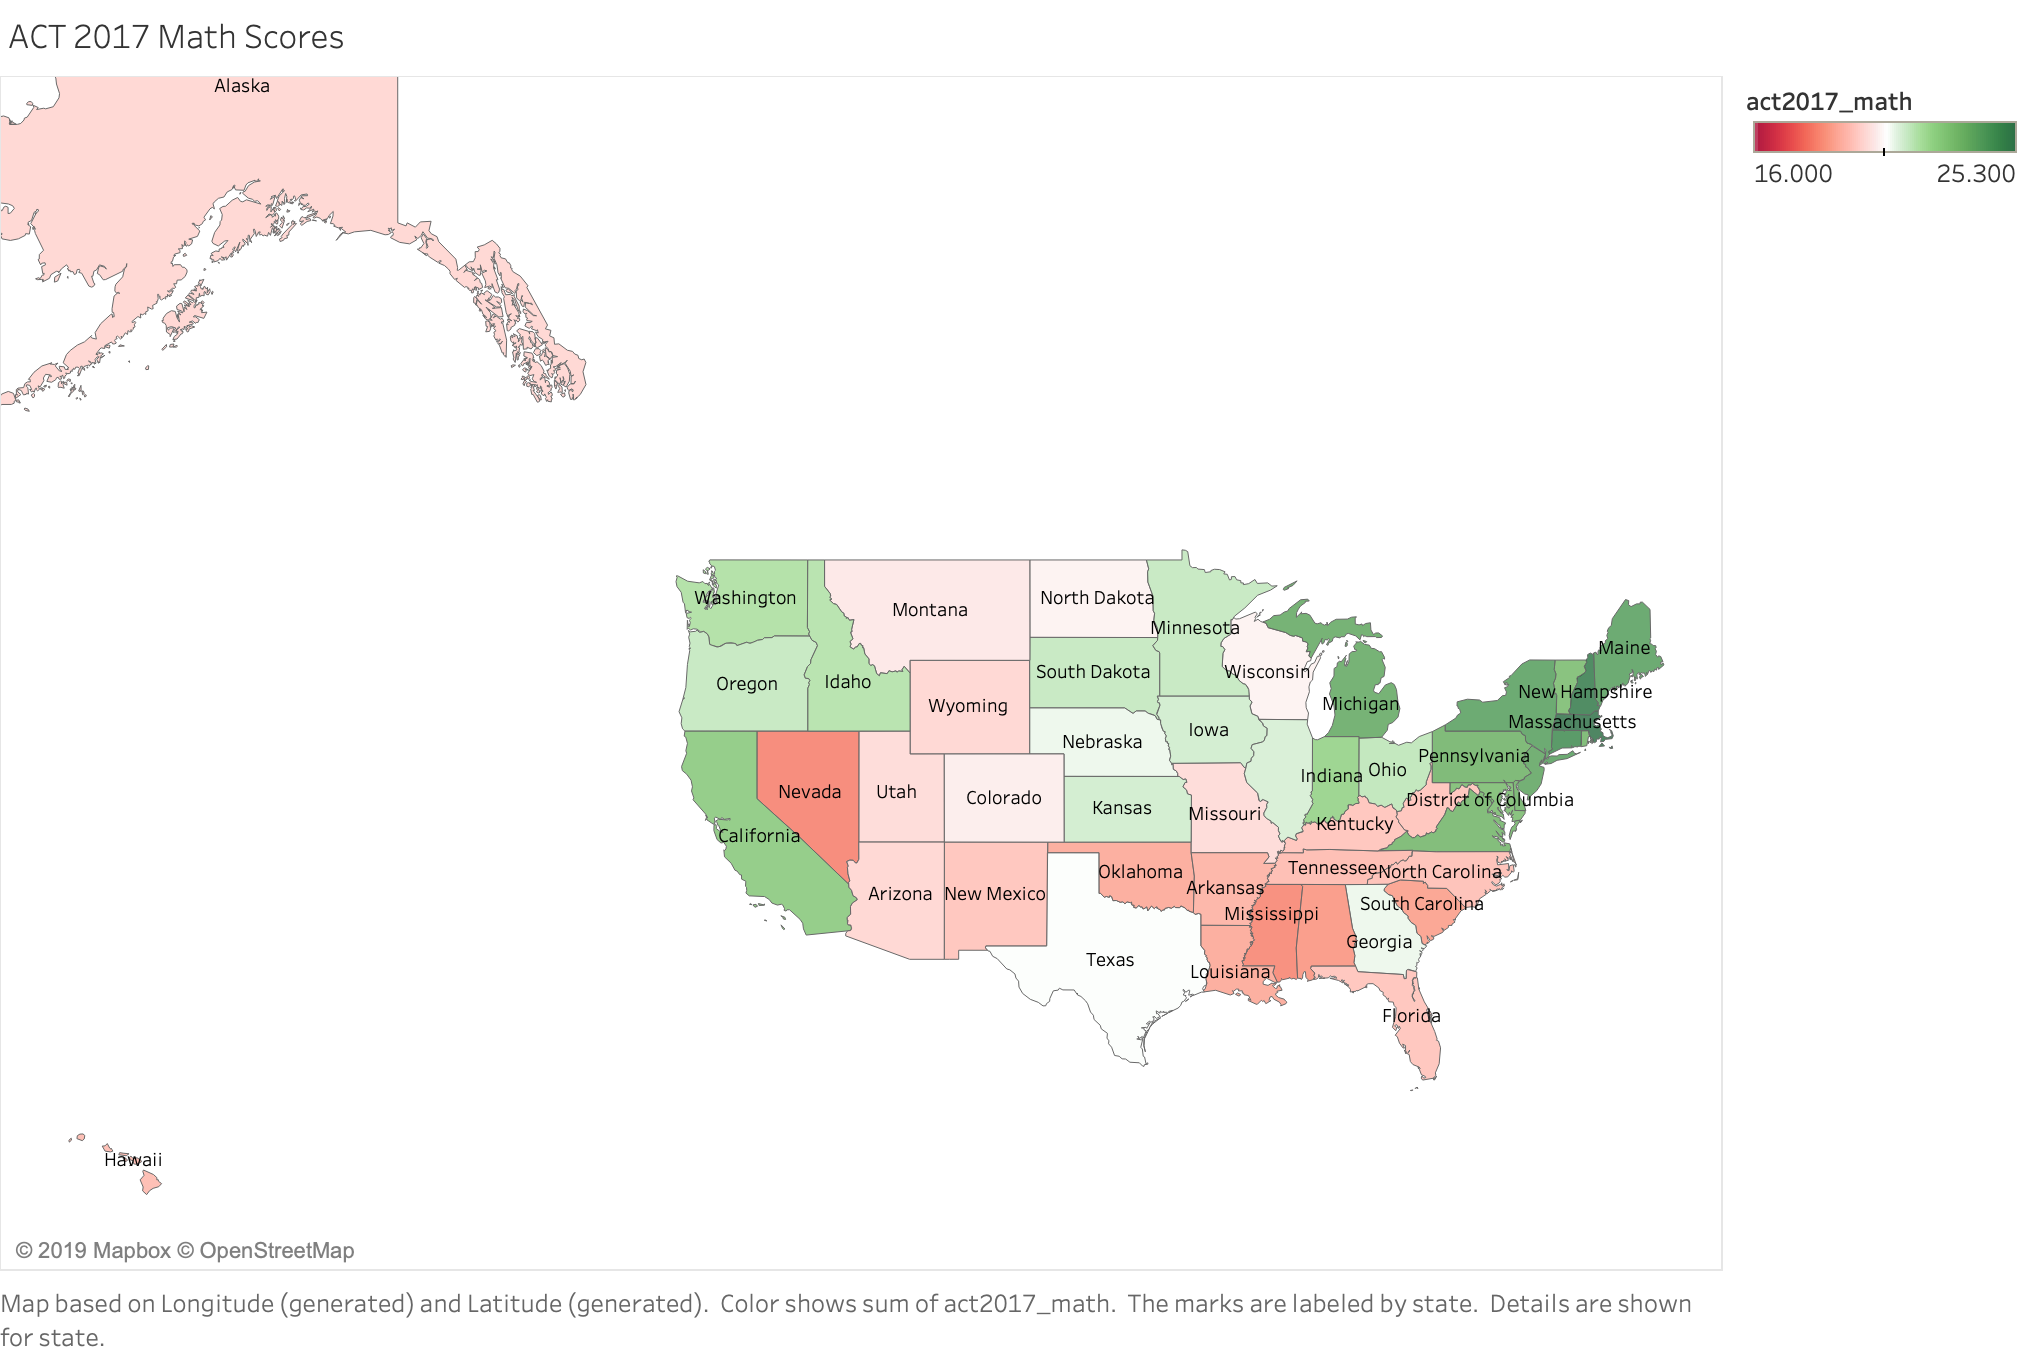 ACT 2017 Math Scores
Alaska
act2017_math
16.000 25.300
Washington
Montana
North Dakota
Minnesota
Maine
Oregon
Idaho
South Dakota
Wisconsin
Wyoming
Michigan
New Hampshire
Massachusetts
Iowa
Nebraska
Pennsylvania
Indiana
Ohio
Nevada
Utah
Colorado
Kansas
Missouri
District of Columbia
Kentucky
California
Tennessee
North Carolina
Oklahoma
Arkansas
Arizona
New Mexico
South Carolina
Mississippi
Georgia
Texas
Louisiana
Florida
Hawaii
© 2019 Mapbox © OpenStreetMap
Map based on Longitude (generated) and Latitude (generated).  Color shows sum of act2017_math.  The marks are labeled by state.  Details are shown
for state.